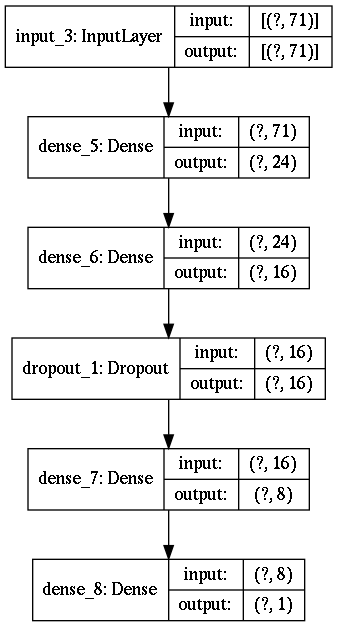 input_3: InputLayer
input: [(?, 71)]
output: [(?, 71)]
dense_5: Dense
input: (?, 71)
output: (?, 24)
dense_6: Dense
input: (?, 24)
output: (?, 16)
dropout_1: Dropout
input: (?, 16)
output: (?, 16)
dense_7: Dense
input: (?, 16)
output: (?, 8)
dense_8: Dense
input: (?, 8)
output: (?, 1)